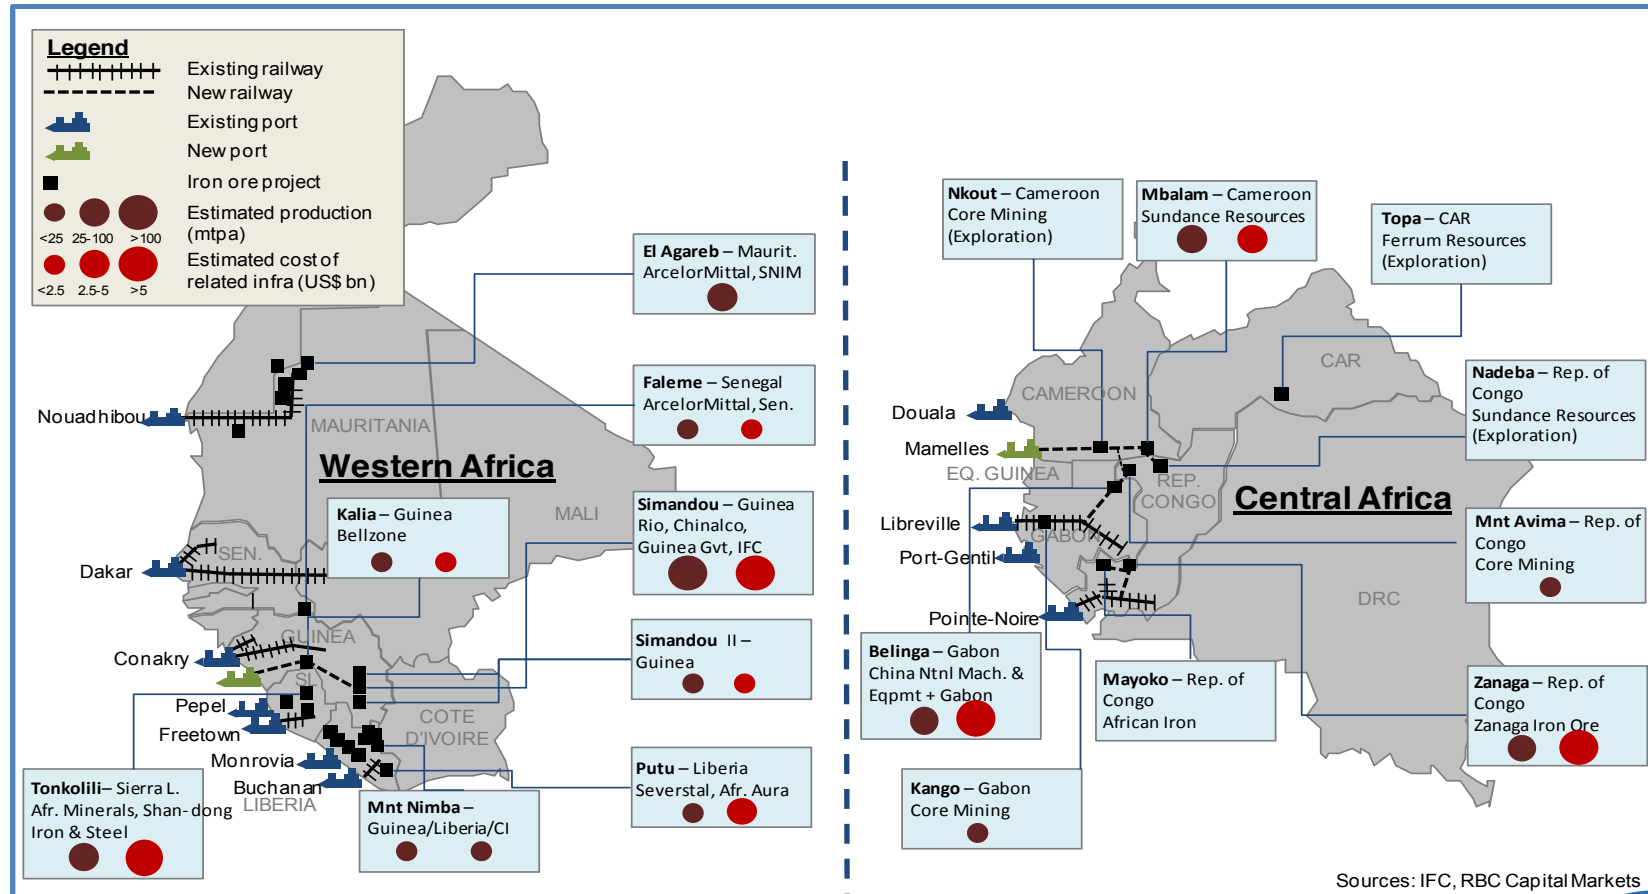 Legend
Existing railway
New railway
Existing port
New port
Iron ore project
Estimated production
(mtpa)
<25 25-100 >100
Estimated cost of
related infra (US$ bn)
<2.5 2.5-5 >5
El Agareb – Maurit.
ArcelorMittal, SNIM
Faleme – Senegal
ArcelorMittal, Sen.
Nouadhibou
MAURITANIA
Western Africa
MALI
Kalia – Guinea
Bellzone
Simandou – Guinea
Rio, Chinalco,
Guinea Gvt, IFC
SEN.
Dakar
GUINEA
Simandou II –
Guinea
Conakry
SL
Pepel
Freetown
COTE
D'IVOIRE
Monrovia
Buchanan
LIBERIA
Putu – Liberia
Severstal, Afr. Aura
Tonkolili– Sierra L.
Afr. Minerals, Shan-dong
Iron & Steel
Mnt Nimba –
Guinea/Liberia/CI
Nkout – Cameroon
Core Mining
(Exploration)
Mbalam – Cameroon
Sundance Resources
Topa – CAR
Ferrum Resources
(Exploration)
CAR
CAMEROON
Nadeba – Rep. of
Congo
Sundance Resources
(Exploration)
Douala
Mamelles
EQ. GUINEA
REP.
CONGO
Central Africa
Libreville
GABON
Port-Gentil
Mnt Avima – Rep. of
Congo
Core Mining
DRC
Pointe-Noire
Belinga – Gabon
China Ntnl Mach. &
Eqpmt + Gabon
Mayoko – Rep. of
Congo
African Iron
Zanaga – Rep. of
Congo
Zanaga Iron Ore
Kango – Gabon
Core Mining
Sources: IFC, RBC Capital Markets